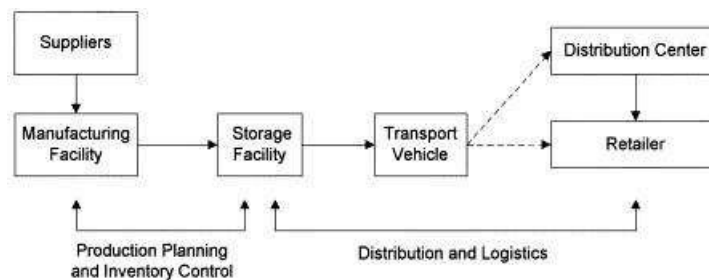 Suppliers
Distribution Center
Manufacturing
Facility
Storage
Facility
Transport
Vehicle
Retailer
Production Planning
and Inventory Control
Distribution and Logistics